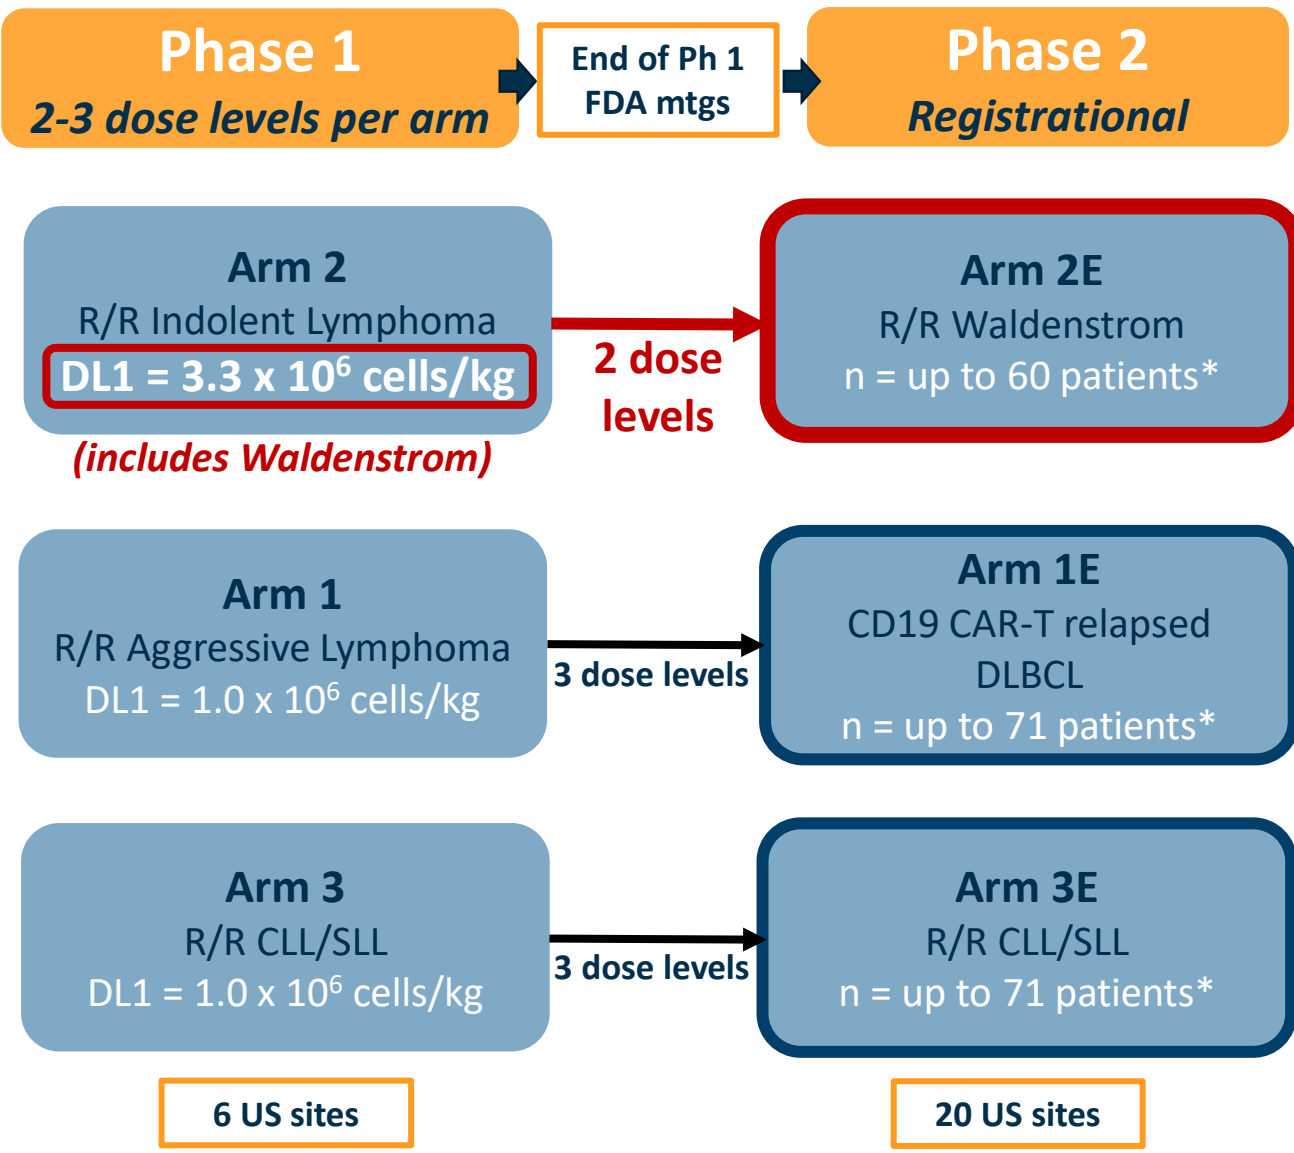 Phase 1
2-3 dose levels per arm
End of Ph 1
FDA mtgs
Phase 2
Registrational
Arm 2
R/R Indolent Lymphoma
DL1 = 3.3 x 10⁶ cells/kg
(includes Waldenstrom)
2 dose
levels
Arm 2E
R/R Waldenstrom
n = up to 60 patients*
Arm 1
R/R Aggressive Lymphoma
DL1 = 1.0 x 10⁶ cells/kg
3 dose levels
Arm 1E
CD19 CAR-T relapsed
DLBCL
n = up to 71 patients*
Arm 3
R/R CLL/SLL
DL1 = 1.0 x 10⁶ cells/kg
3 dose levels
Arm 3E
R/R CLL/SLL
n = up to 71 patients*
6 US sites
20 US sites